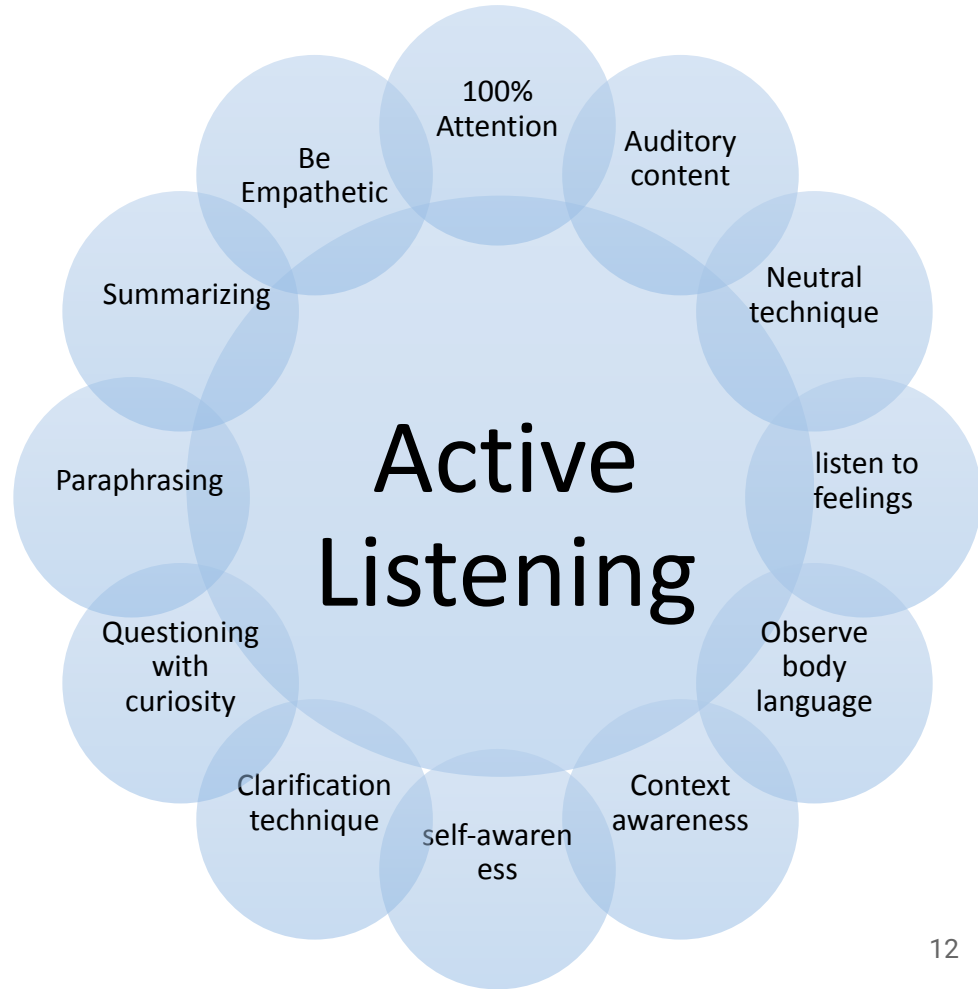 100%
Attention
Auditory
content
Neutral
technique
listen to
feelings
Observe
body
language
Context
awareness
self-awaren
ess
Clarification
technique
Questioning
with
curiosity
Paraphrasing
Summarizing
Be
Empathetic
Active
Listening
12